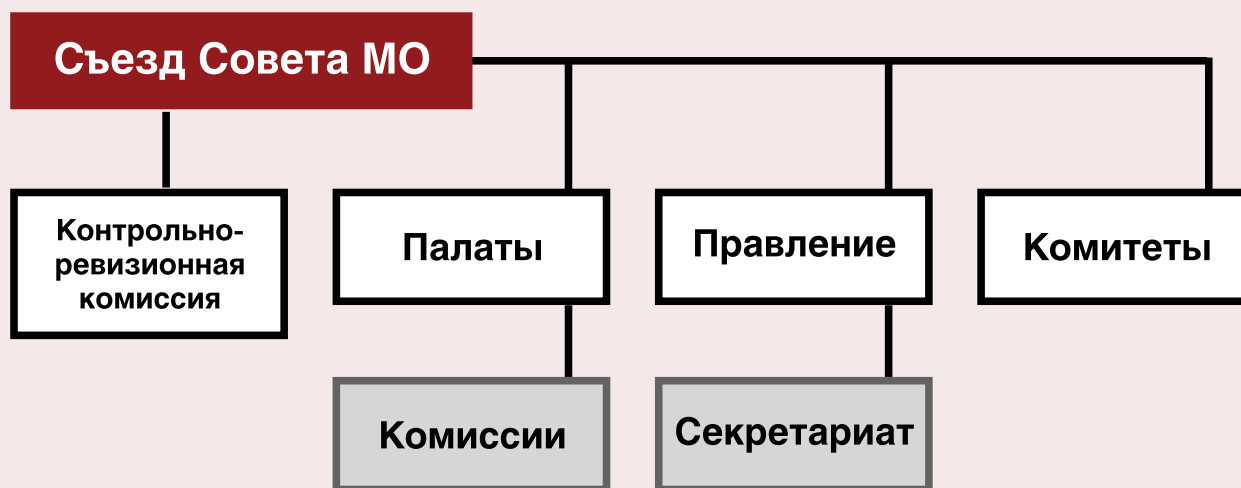 Съезд Совета МО
Контрольно-
ревизионная
комиссия
Палаты
Правление
Комитеты
Комиссии
Секретариат